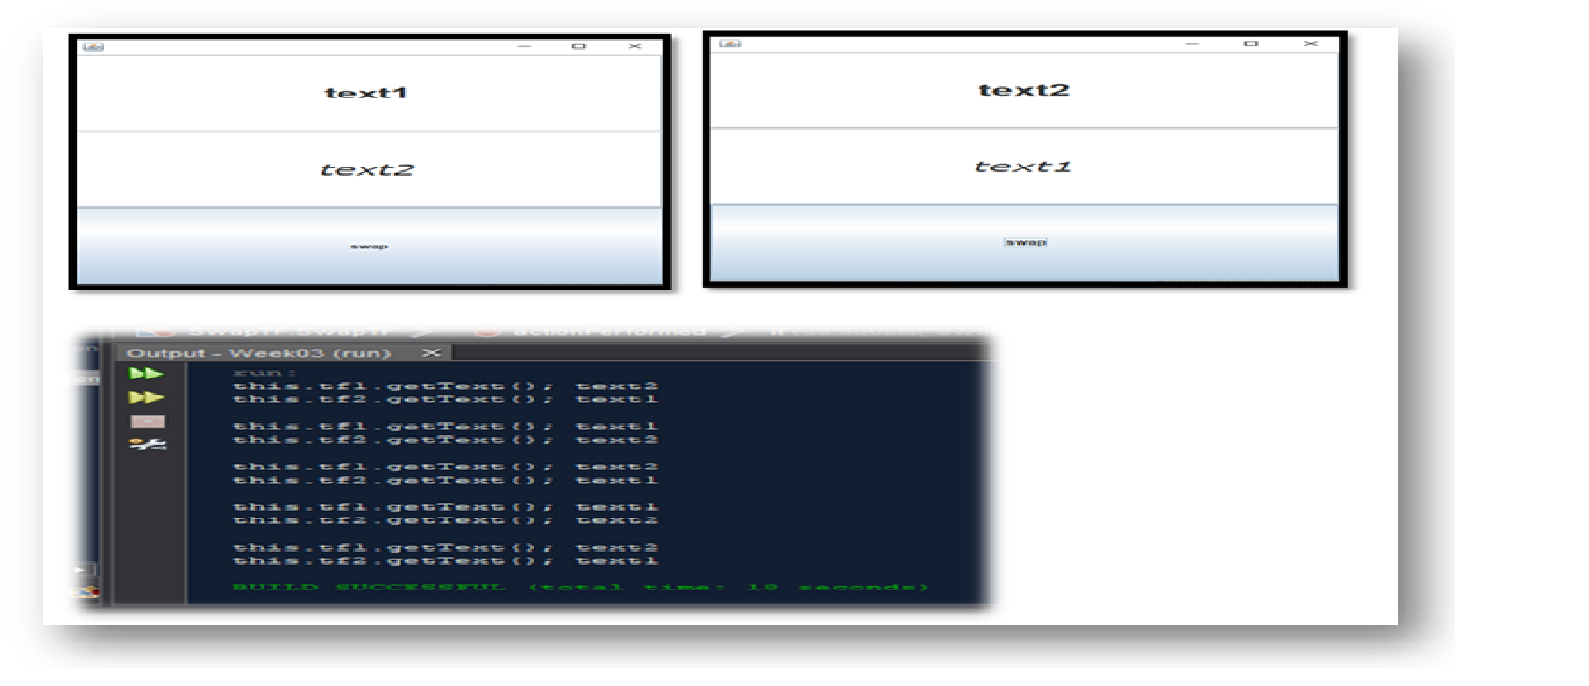 text1
text2
swap
text2
text1
swap
SwapTF.SwapTF actionPerformed
Output - Week03 (run) ×
run:
this.tf1.getText(); text2
this.tf2.getText(); text1
this.tf1.getText(); text1
this.tf2.getText(); text2
this.tf1.getText(); text2
this.tf2.getText(); text1
this.tf1.getText(); text1
this.tf2.getText(); text2
this.tf1.getText(); text2
this.tf2.getText(); text1
BUILD SUCCESSFUL (total time: 10 seconds)